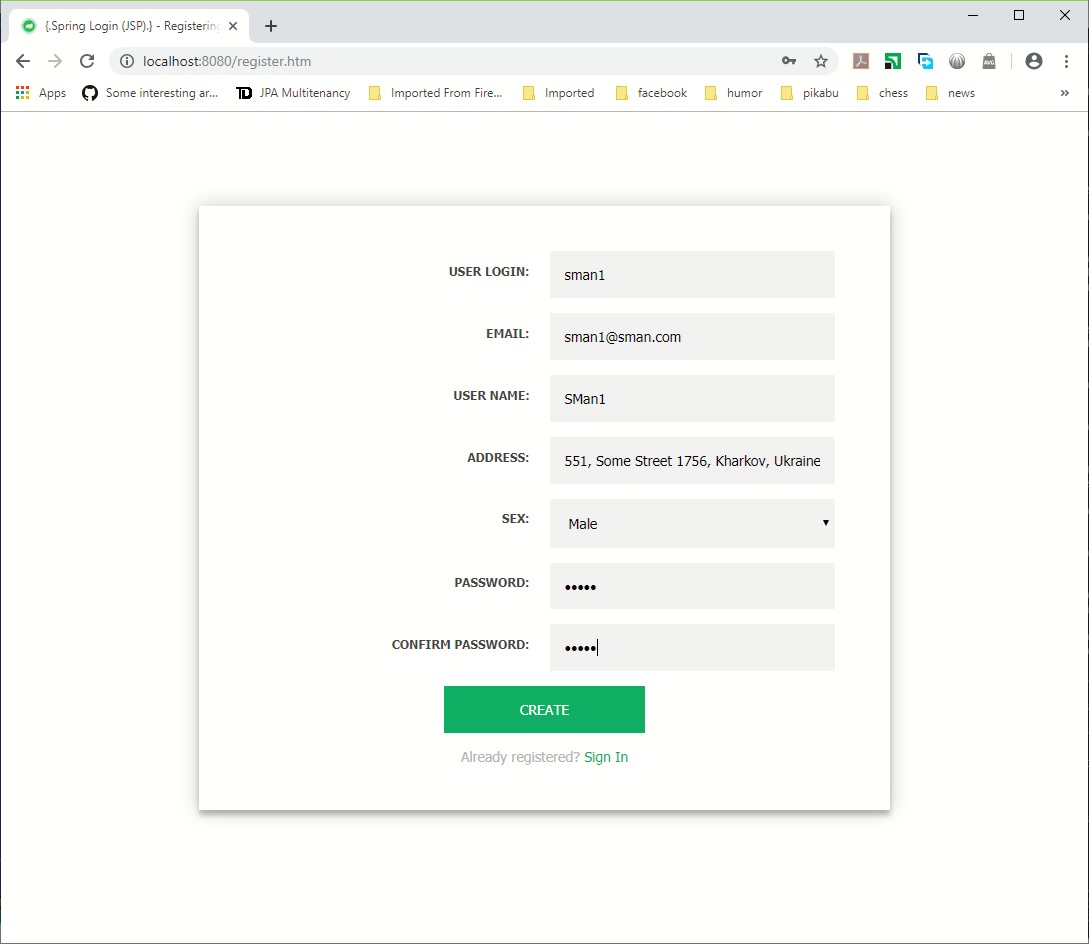 {.Spring Login (JSP).} - Registering
localhost:8080/register.htm
Apps Some interesting ar... TD JPA Multitenancy Imported From Fire... Imported facebook humor pikabu chess news »
AVG
USER LOGIN: sman1
EMAIL: sman1@sman.com
USER NAME: SMan1
ADDRESS: 551, Some Street 1756, Kharkov, Ukraine
SEX: Male
PASSWORD: •••••
CONFIRM PASSWORD: •••••
CREATE
Already registered? Sign In